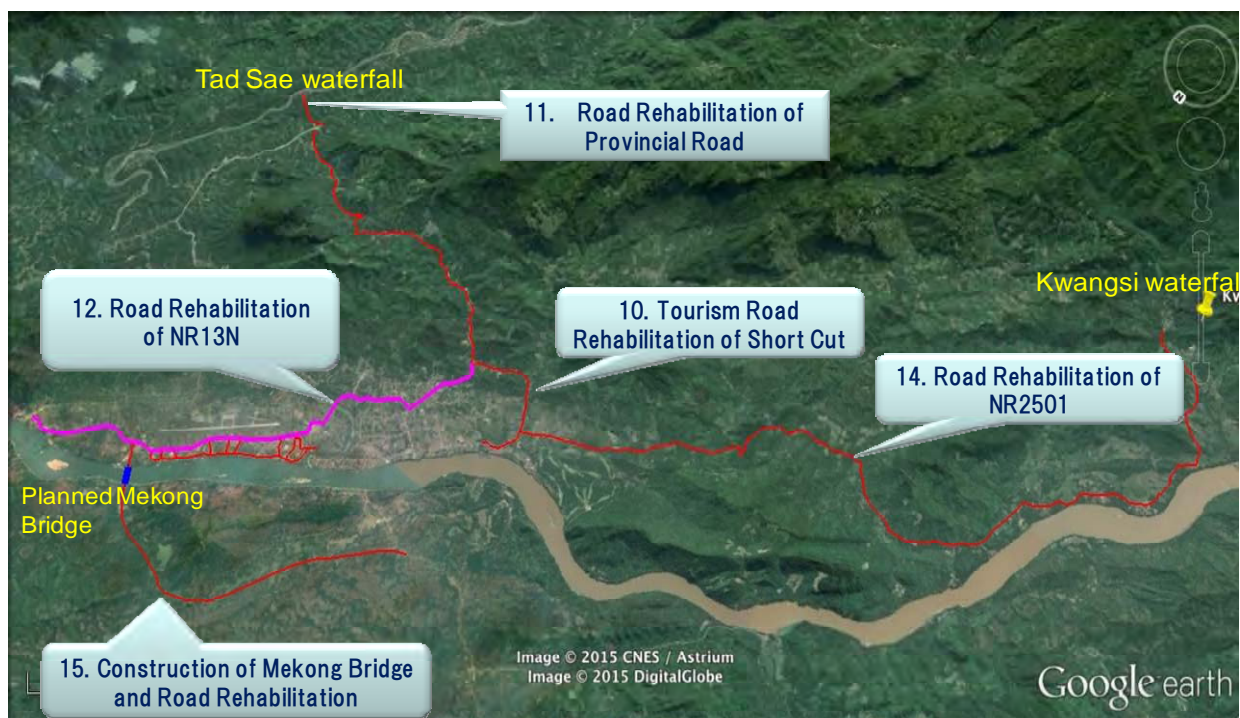 Tad Sae waterfall
11. Road Rehabilitation of
Provincial Road
12. Road Rehabilitation
of NR13N
10. Tourism Road
Rehabilitation of Short Cut
Kwangsi waterfal
Kw
14. Road Rehabilitation of
NR2501
Planned Mekong
Bridge
15. Construction of Mekong Bridge
and Road Rehabilitation
Image © 2015 CNES / Astrium
Image © 2015 DigitalGlobe
Google earth